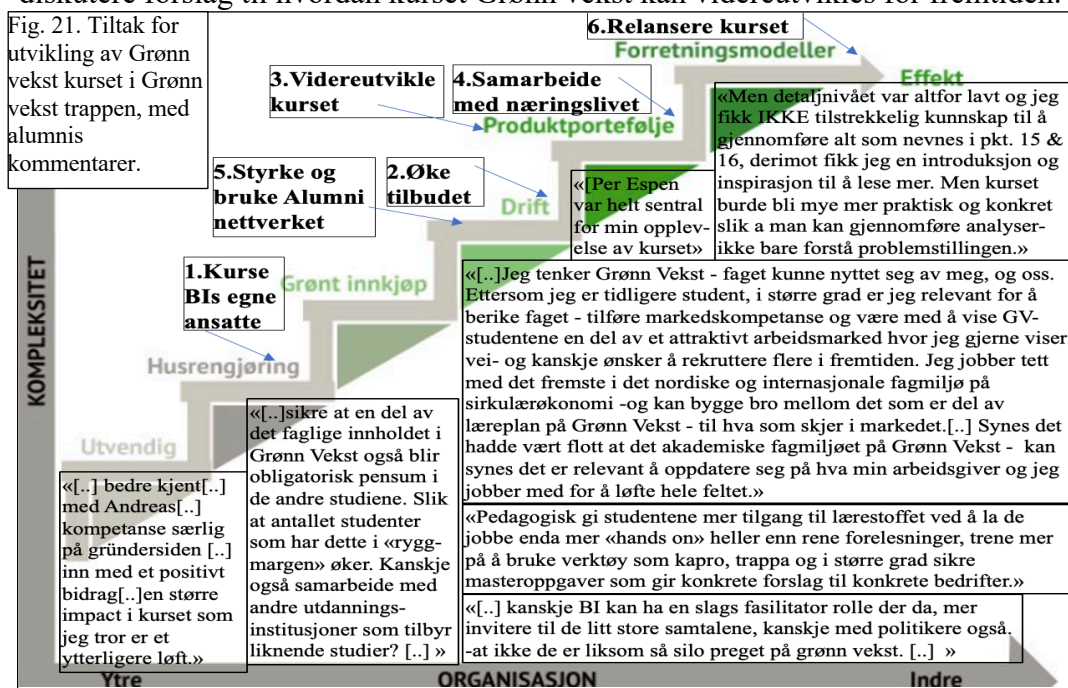 diskutere forslag til hvordan kurset Grønn vekst kan videreutvikles for fremtiden.
Fig. 21. Tiltak for
utvikling av Grønn
vekst kurset i Grønn
vekst trappen, med
alumnis
kommentarer.
6.Relansere kurset
Forretningsmodeller
Effekt
3.Videreutvikle
kurset
4.Samarbeide
med næringslivet
Produktportefølje
5.Styrke og
bruke Alumni
nettverket
2.Øke
tilbudet
Drift
1.Kurse
BIs egne
ansatte
Grønt innkjøp
Husrengjøring
Utvendig
KOMPLEKSITET
«Men detaljnivået var altfor lavt og jeg
fikk IKKE tilstrekkelig kunnskap til å
gjennomføre alt som nevnes i pkt. 15 &
16, derimot fikk jeg en introduksjon og
inspirasjon til å lese mer. Men kurset
burde bli mye mer praktisk og konkret
slik a man kan gjennomføre analyser-
ikke bare forstå problemstillingen.»
«[Per Espen
var helt sentral
for min opplev-
else av kurset»
«[..]Jeg tenker Grønn Vekst - faget kunne nyttet seg av meg, og oss.
Ettersom jeg er tidligere student, i større grad er jeg relevant for å
berike faget - tilføre markedskompetanse og være med å vise GV-
studentene en del av et attraktivt arbeidsmarked hvor jeg gjerne viser
vei- og kanskje ønsker å rekruttere flere i fremtiden. Jeg jobber tett
med det fremste i det nordiske og internasjonale fagmiljø på
sirkulærøkonomi -og kan bygge bro mellom det som er del av
læreplan på Grønn Vekst - til hva som skjer i markedet.[..] Synes det
hadde vært flott at det akademiske fagmiljøet på Grønn Vekst - kan
synes det er relevant å oppdatere seg på hva min arbeidsgiver og jeg
jobber med for å løfte hele feltet.»
«[..]sikre at en del av
det faglige innholdet i
Grønn Vekst også blir
obligatorisk pensum i
de andre studiene. Slik
at antallet studenter
som har dette i «rygg-
margen» øker. Kanskje
også samarbeide med
andre utdannings-
institusjoner som tilbyr
liknende studier? [..] »
«[..] bedre kjent[..]
med Andreas[..]
kompetanse særlig
på gründersiden [..]
inn med et positivt
bidrag[..]en større
impact i kurset som
jeg tror er et
ytterligere løft.»
«Pedagogisk gi studentene mer tilgang til lærestoffet ved å la de
jobbe enda mer «hands on» heller enn rene forelesninger, trene mer
på å bruke verktøy som kapro, trappa og i større grad sikre
masteroppgaver som gir konkrete forslag til konkrete bedrifter.»
«[..] kanskje BI kan ha en slags fasilitator rolle der da, mer
invitere til de litt store samtalene, kanskje med politikere også.
-at ikke de er liksom så silo preget på grønn vekst. [..] »
Ytre
ORGANISASJON
Indre